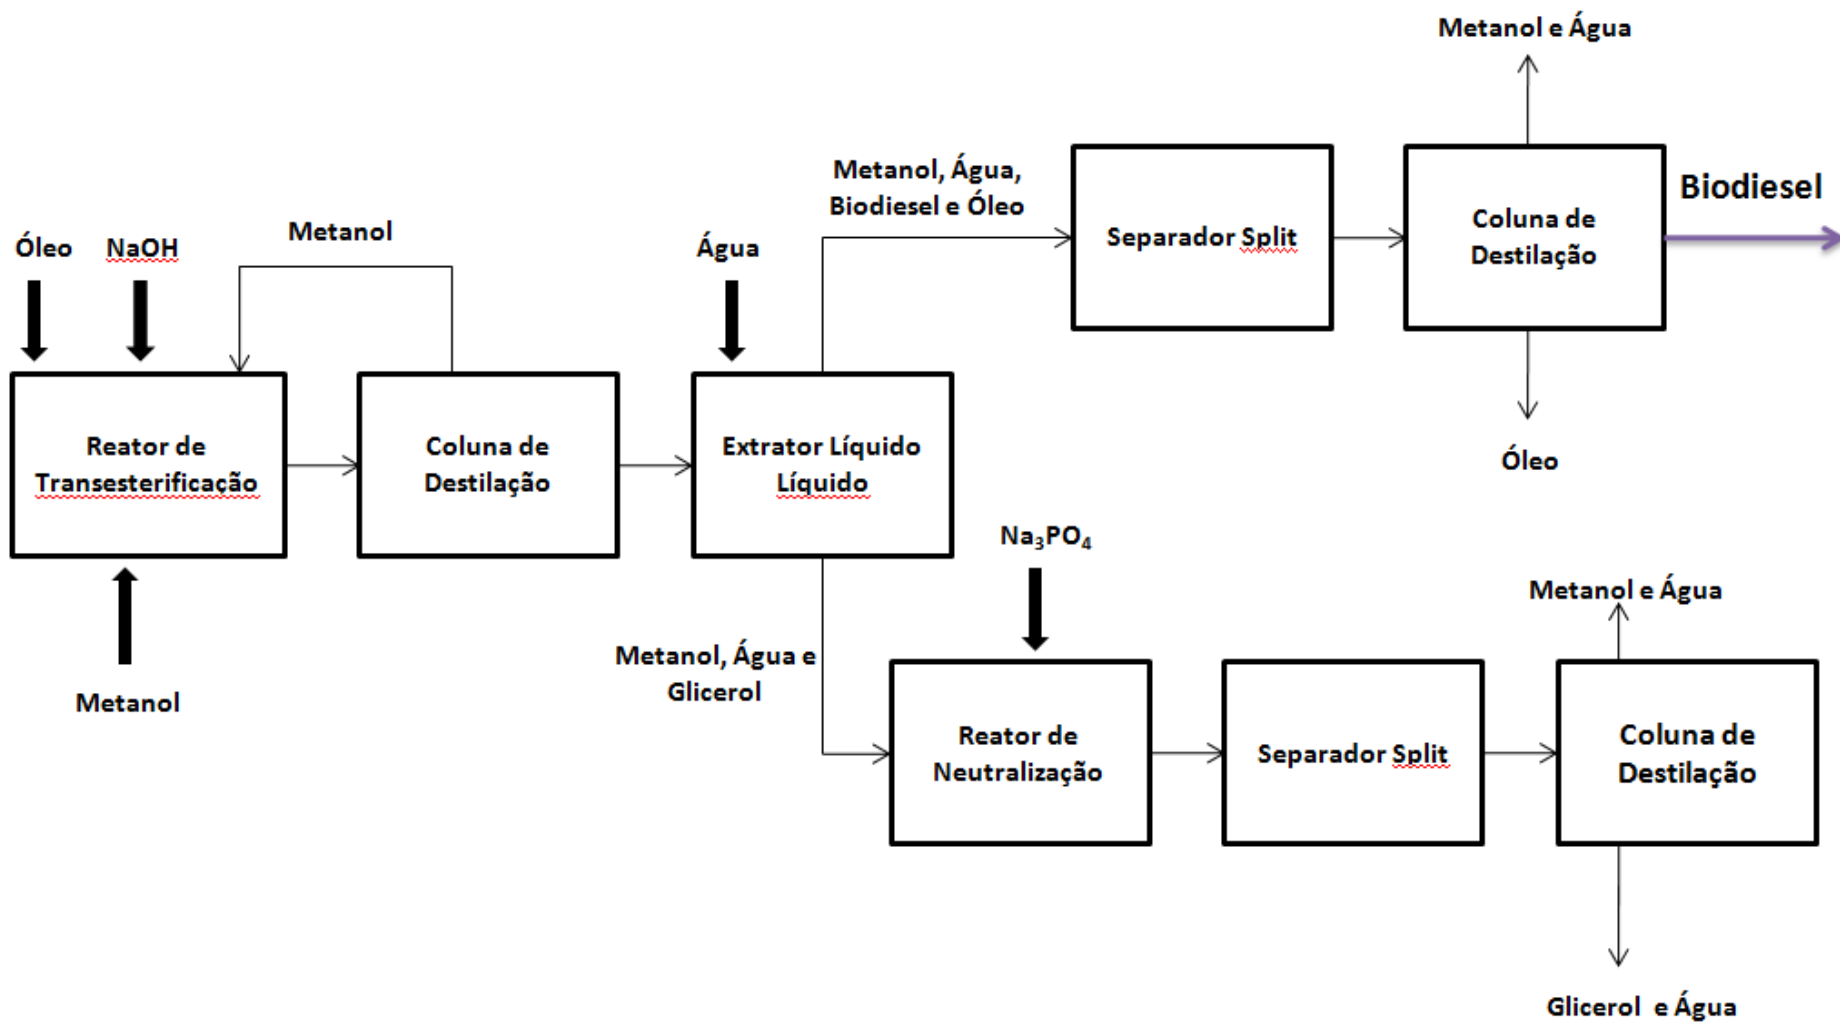 Metanol e Água
Metanol, Água,
Biodiesel e Óleo
Separador Split
Coluna de
Destilação
Biodiesel
Óleo
NaOH
Metanol
Água
Reator de
Transesterificação
Coluna de
Destilação
Extrator Líquido
Líquido
Óleo
Metanol
Na₃PO₄
Metanol, Água e
Glicerol
Metanol e Água
Reator de
Neutralização
Separador Split
Coluna de
Destilação
Glicerol e Água